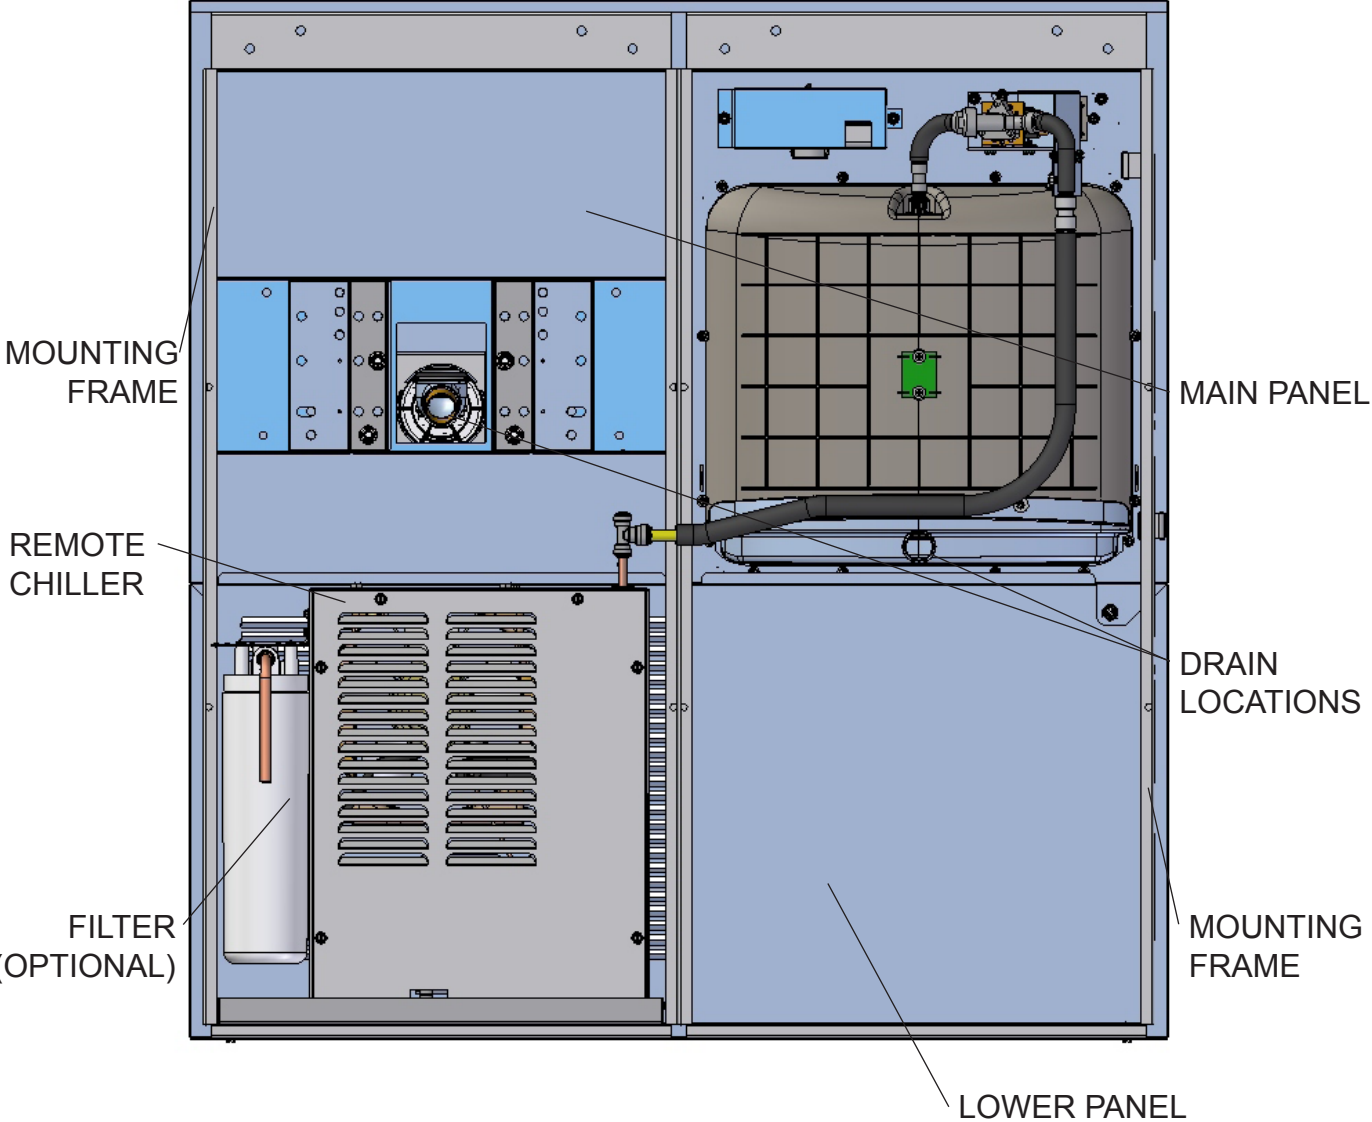 MOUNTING
FRAME
MAIN PANEL
REMOTE
CHILLER
DRAIN
LOCATIONS
FILTER
(OPTIONAL)
MOUNTING
FRAME
LOWER PANEL